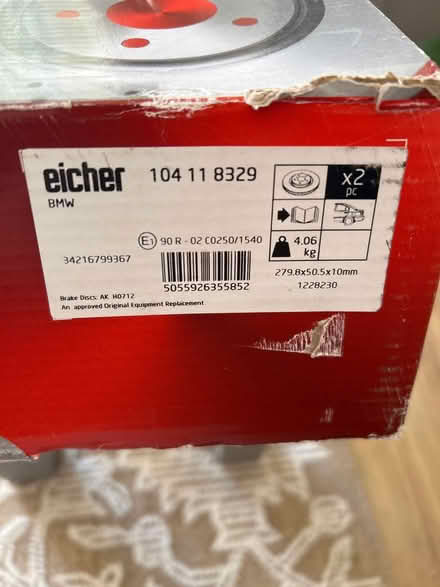 eicher 104 11 8329
BMW
x2
pc
E1 90 R - 02 C0250/1540
4.06
kg
34216799367
5055926355852
279.8x50.5x10mm
1228230
Brake Discs: AK H0712
An approved Original Equipment Replacement